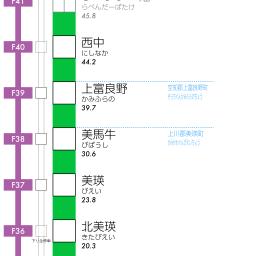 F41
らべんだーばたけ
45.8
F40
西中
にしなか
44.2
F39
上富良野
かみふらの
39.7
空知郡上富良野町
F38
美馬牛
びばうし
30.6
上川郡美瑛町
F37
美瑛
びえい
23.8
F36
北美瑛
きたびえい
20.3